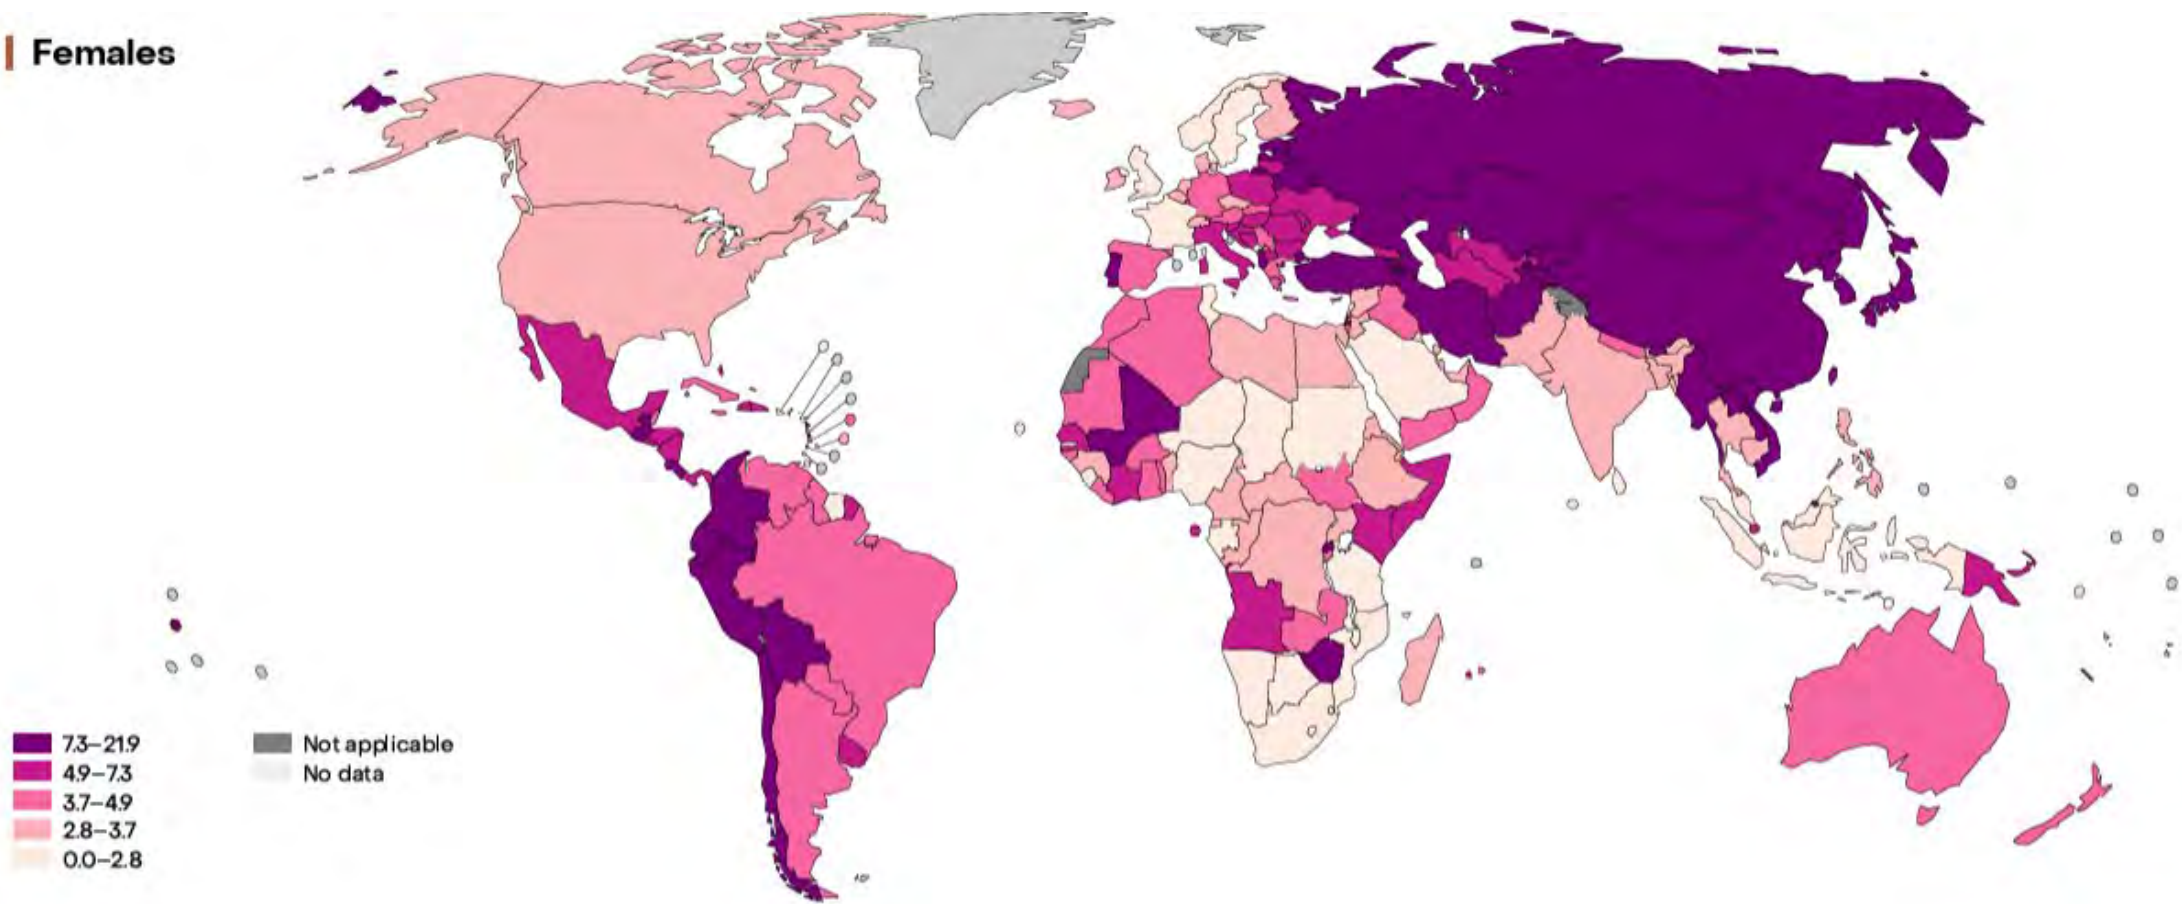 Females
7.3–21.9
4.9–7.3
3.7–4.9
2.8–3.7
0.0–2.8
Not applicable
No data